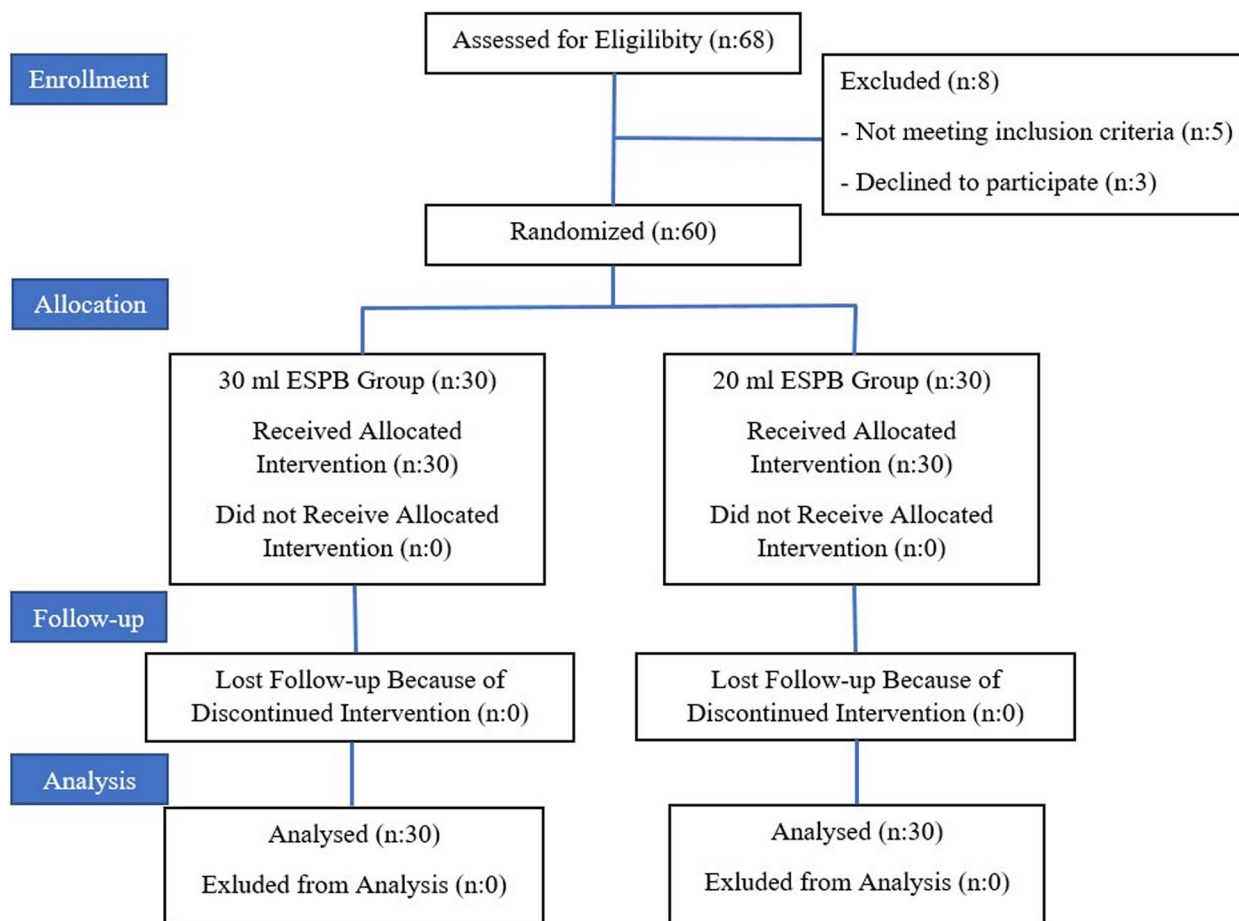 Assessed for Eligilibity (n:68)
Enrollment
Excluded (n:8)
- Not meeting inclusion criteria (n:5)
- Declined to participate (n:3)
Randomized (n:60)
Allocation
30 ml ESPB Group (n:30)
Received Allocated
Intervention (n:30)
Did not Receive Allocated
Intervention (n:0)
20 ml ESPB Group (n:30)
Received Allocated
Intervention (n:30)
Did not Receive Allocated
Intervention (n:0)
Follow-up
Lost Follow-up Because of
Discontinued Intervention (n:0)
Lost Follow-up Because of
Discontinued Intervention (n:0)
Analysis
Analysed (n:30)
Exluded from Analysis (n:0)
Analysed (n:30)
Exluded from Analysis (n:0)